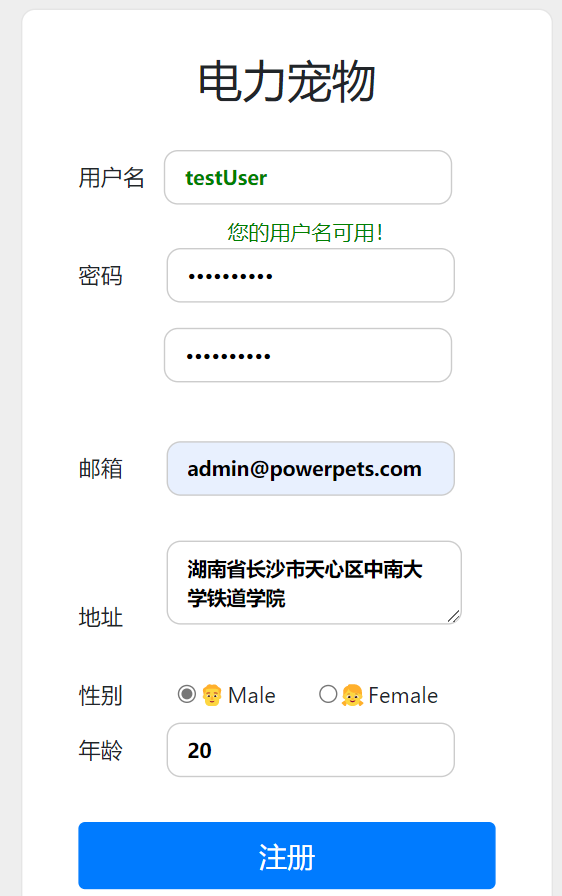 电力宠物
用户名 testUser
您的用户名可用！
密码 ••••••••••
••••••••••
邮箱 admin@powerpets.com
湖南省长沙市天心区中南大
学铁道学院
地址
性别 Male Female
年龄 20
注册